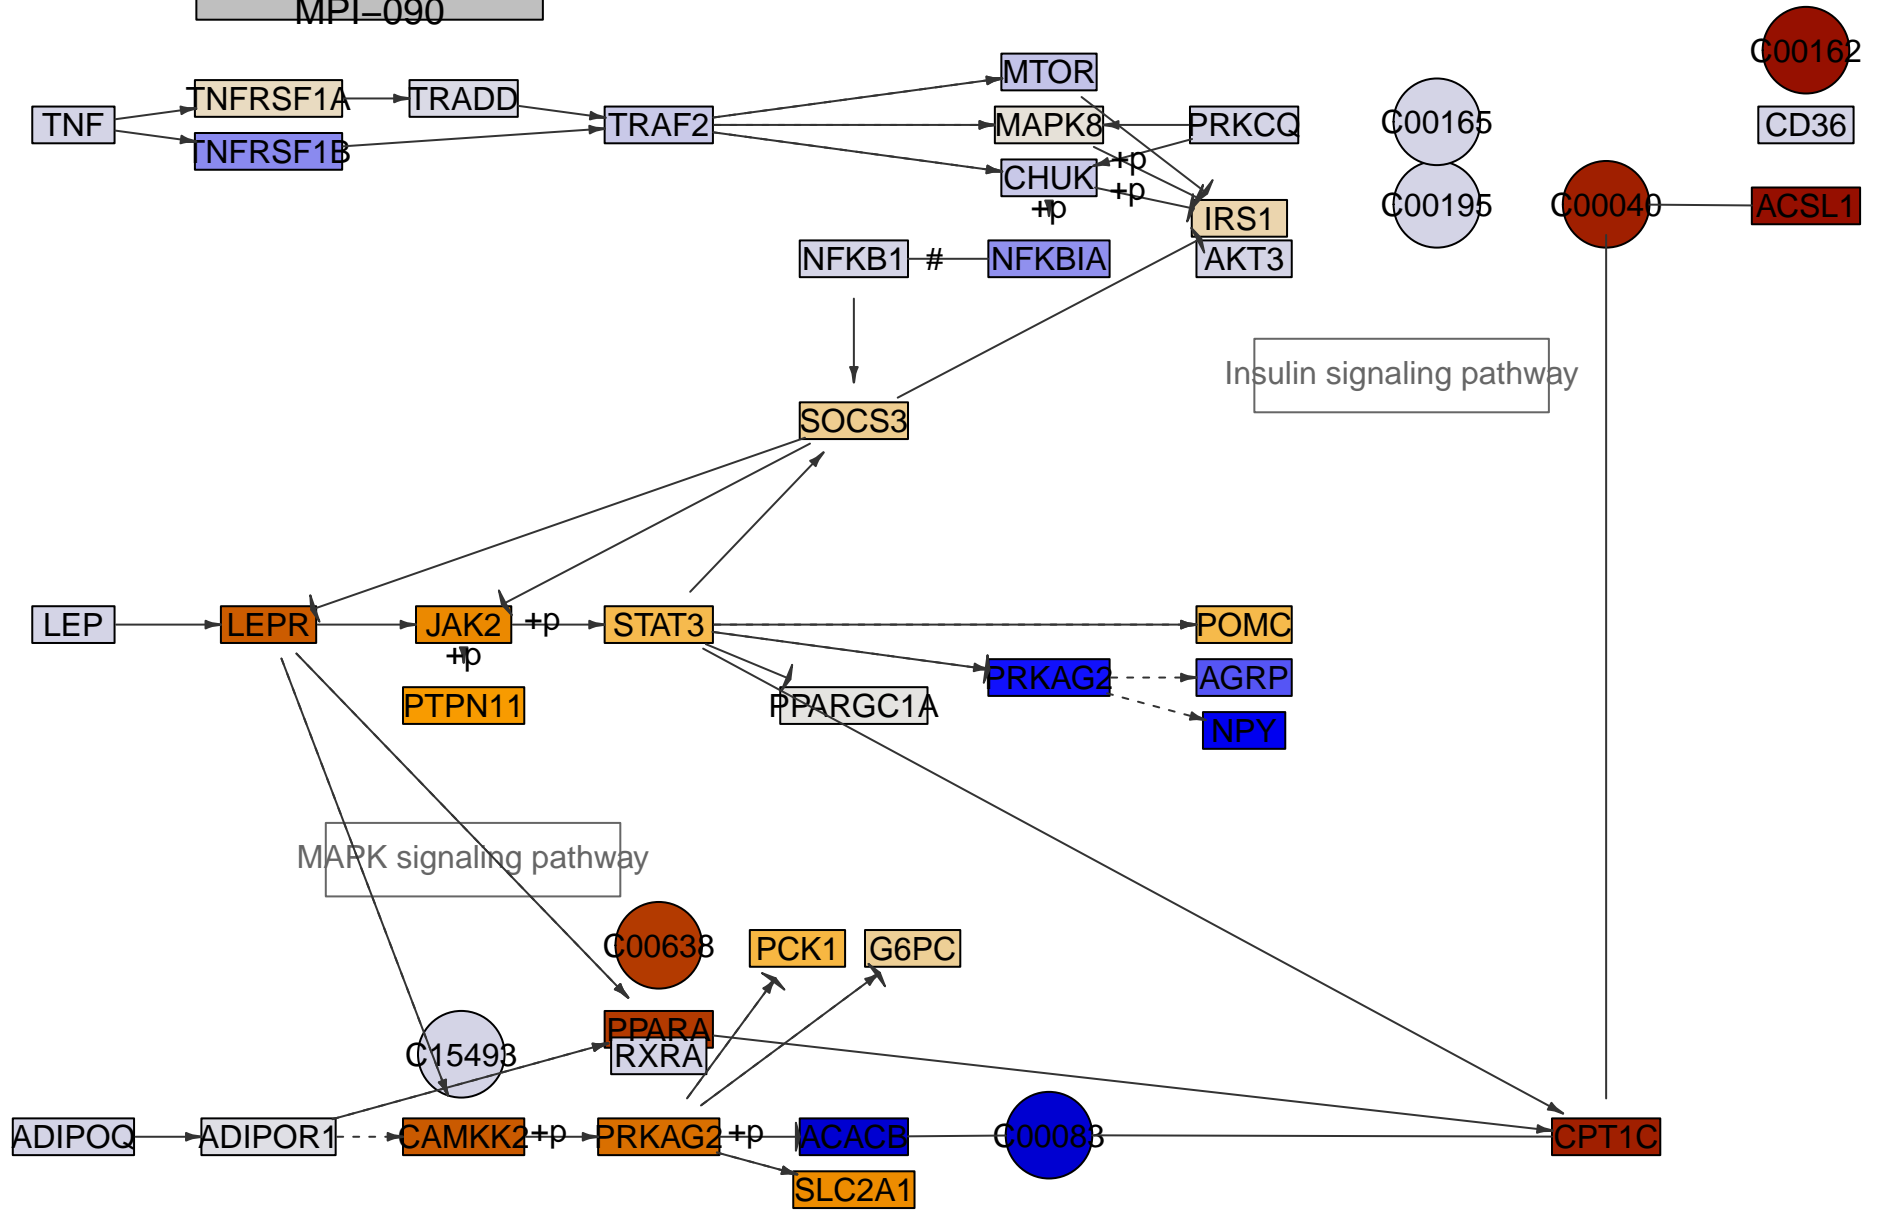 MPI−090
C00162
TNF
TNFRSF1A
TNFRSF1B
TRADD
TRAF2
MTOR
MAPK8
CHUK
PRKCQ
+p
+p
+p
IRS1
AKT3
C00165
C00195
C00040
CD36
ACSL1
NFKB1
#
NFKBIA
Insulin signaling pathway
SOCS3
LEP
LEPR
JAK2
+p
+p
STAT3
POMC
PTPN11
PPARGC1A
PRKAG2
AGRP
NPY
MAPK signaling pathway
C00638
PCK1
G6PC
C15493
PPARA
RXRA
ADIPOQ
ADIPOR1
CAMKK2
+p
PRKAG2
+p
ACACB
C00083
CPT1C
SLC2A1